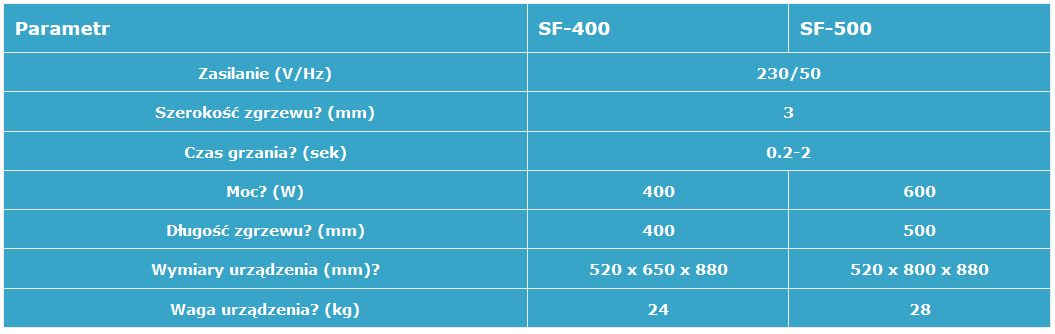 Parametr SF-400 SF-500
Zasilanie (V/Hz) 230/50
Szerokość zgrzewu? (mm) 3
Czas grzania? (sek) 0.2-2
Moc? (W) 400 600
Długość zgrzewu? (mm) 400 500
Wymiary urządzenia (mm)? 520 x 650 x 880 520 x 800 x 880
Waga urządzenia? (kg) 24 28